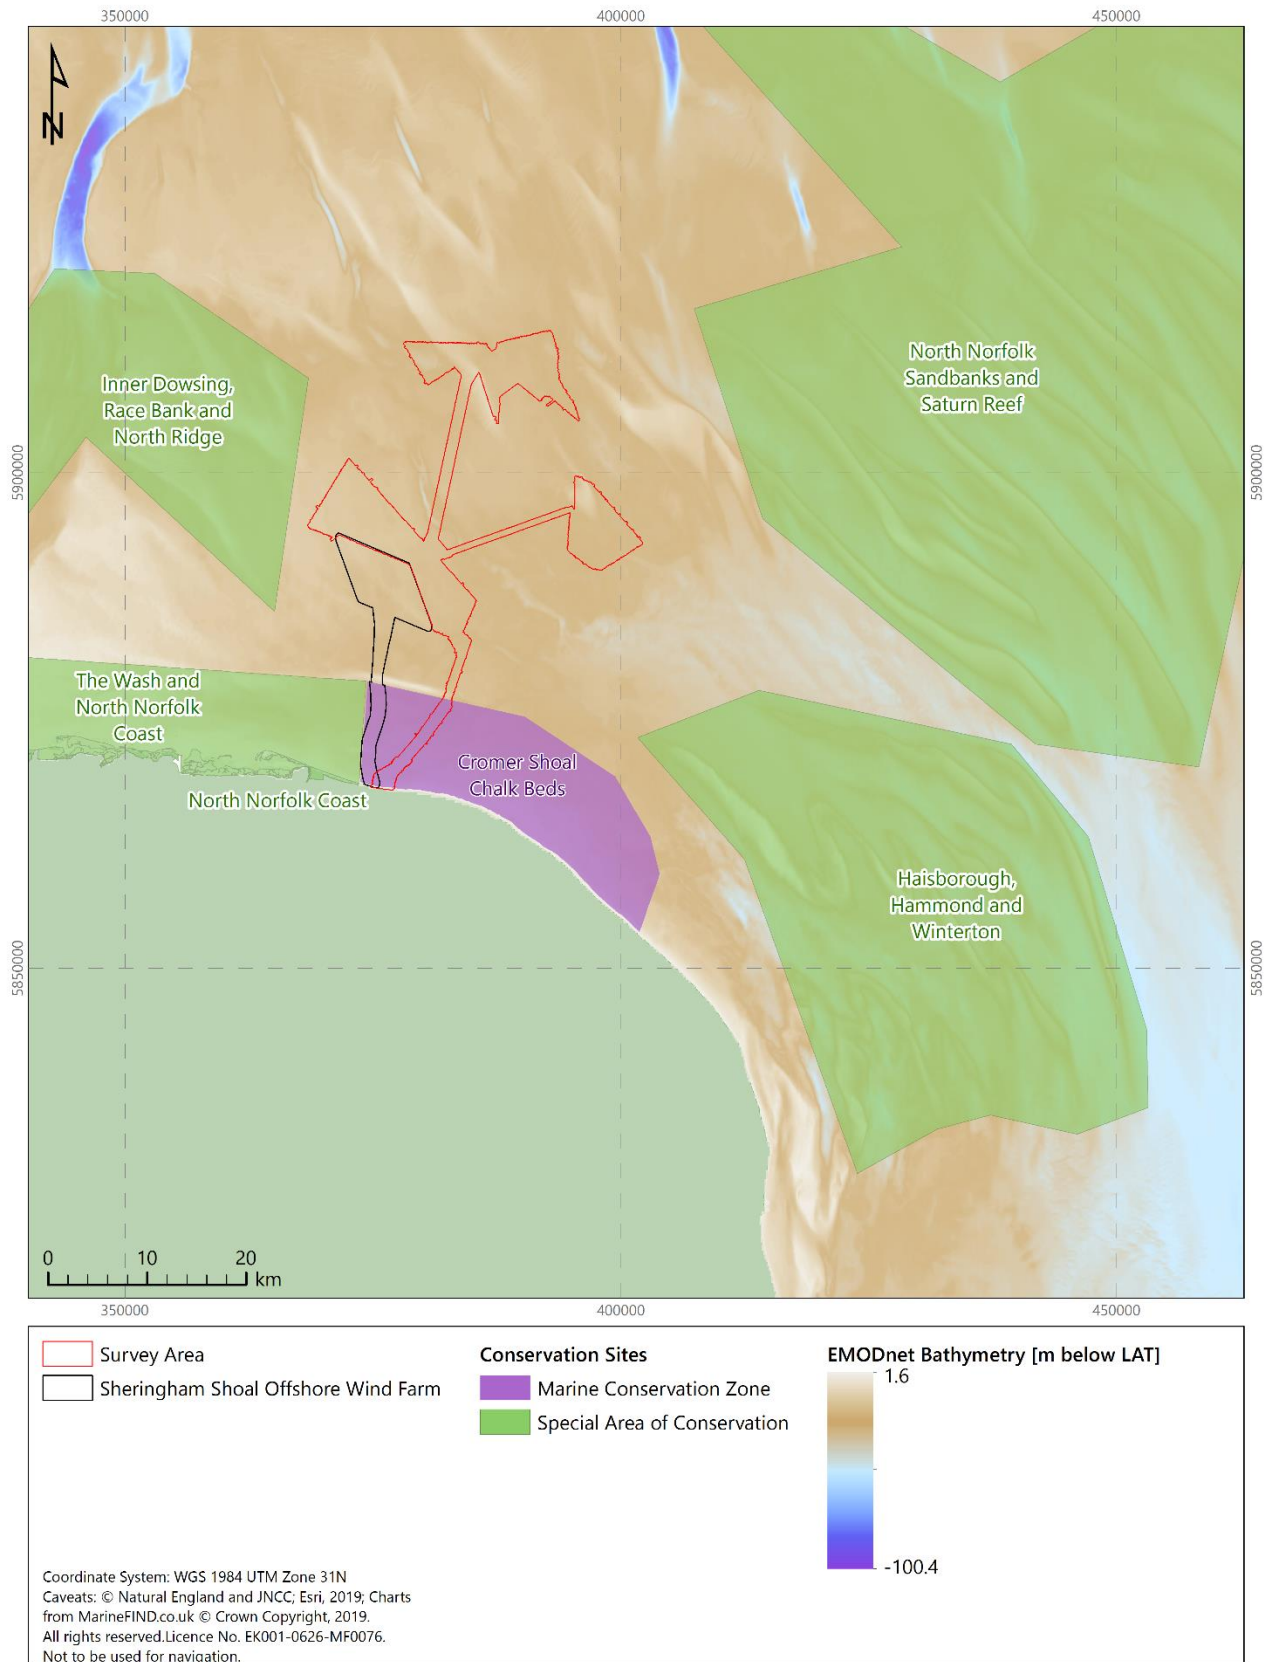 350000
400000
450000
N
Inner Dowsing,
Race Bank and
North Ridge
North Norfolk
Sandbanks and
Saturn Reef
5900000
5900000
The Wash and
North Norfolk
Coast
Cromer Shoal
Chalk Beds
North Norfolk Coast
Haisborough,
Hammond and
Winterton
5850000
5850000
0 10 20
km
350000
400000
450000
Survey Area
Sheringham Shoal Offshore Wind Farm
Conservation Sites
Marine Conservation Zone
Special Area of Conservation
EMODnet Bathymetry [m below LAT]
1.6
-100.4
Coordinate System: WGS 1984 UTM Zone 31N
Caveats: © Natural England and JNCC; Esri, 2019; Charts
from MarineFIND.co.uk © Crown Copyright, 2019.
All rights reserved.Licence No. EK001-0626-MF0076.
Not to be used for navigation.